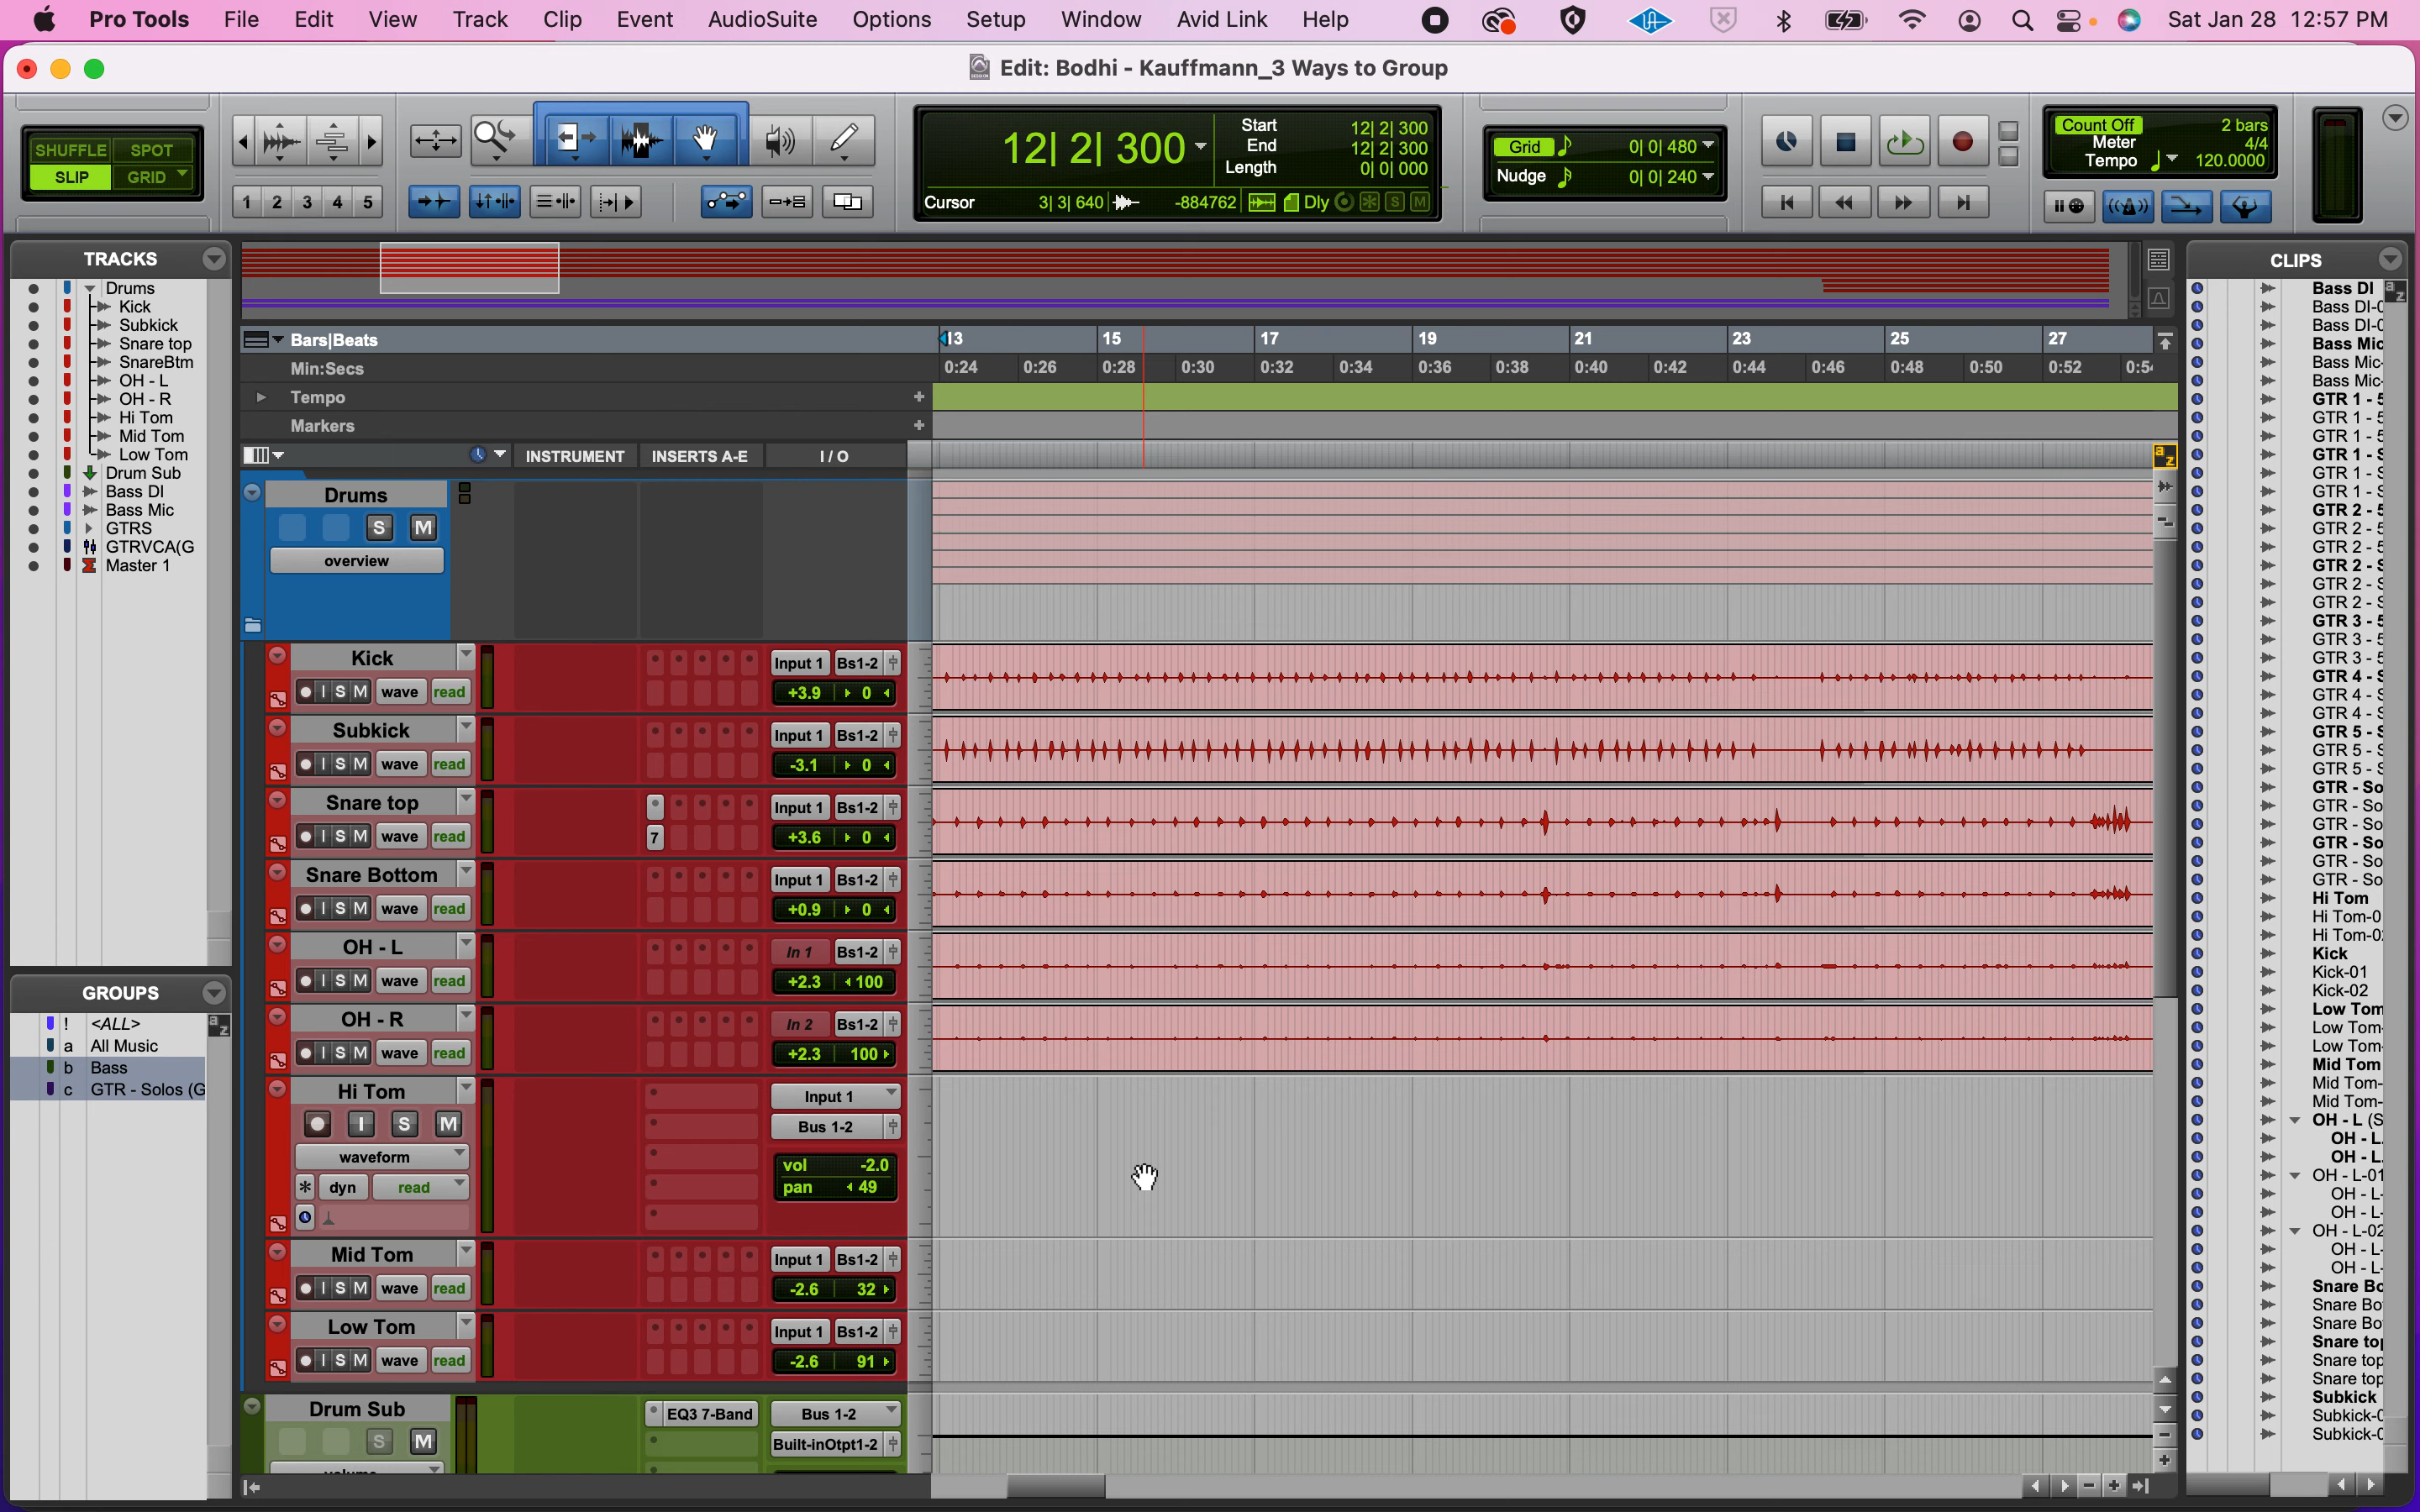 Pro Tools File Edit View Track Clip Event AudioSuite Options Setup Window Avid Link Help Sat Jan 28 12:57 PM
Edit: Bodhi - Kauffmann_3 Ways to Group
SHUFFLE SPOT
SLIP GRID
1 2 3 4 5
12| 2| 300
Start 12| 2| 300
End 12| 2| 300
Length 0| 0| 000
Cursor 3| 3| 640 -884762 Dly S M
Grid 0| 0| 480
Nudge 0| 0| 240
Count Off 2 bars
Meter 4/4
Tempo 120.0000
TRACKS
Drums
Kick
Subkick
Snare top
SnareBtm
OH - L
OH - R
Hi Tom
Mid Tom
Low Tom
Drum Sub
Bass DI
Bass Mic
GTRS
GTRVCA(G
Master 1
GROUPS
a z
! <ALL>
a All Music
b Bass
c GTR - Solos (G
Bars|Beats 13 15 17 19 21 23 25 27
Min:Secs 0:24 0:26 0:28 0:30 0:32 0:34 0:36 0:38 0:40 0:42 0:44 0:46 0:48 0:50 0:52 0:54
Tempo +
Markers +
INSTRUMENT INSERTS A-E I / O
a z
Drums
S M
overview
Kick Input 1 Bs1-2
I S M wave read +3.9 0
Subkick Input 1 Bs1-2
I S M wave read -3.1 0
Snare top Input 1 Bs1-2
I S M wave read 7 +3.6 0
Snare Bottom Input 1 Bs1-2
I S M wave read +0.9 0
OH - L In 1 Bs1-2
I S M wave read +2.3 100
OH - R In 2 Bs1-2
I S M wave read +2.3 100
Hi Tom Input 1
I S M Bus 1-2
waveform vol -2.0
dyn read pan 49
Mid Tom Input 1 Bs1-2
I S M wave read -2.6 32
Low Tom Input 1 Bs1-2
I S M wave read -2.6 91
Drum Sub EQ3 7-Band Bus 1-2
S M Built-inOtpt1-2
volume
CLIPS
a z
Bass DI
Bass DI-0
Bass DI-0
Bass Mic
Bass Mic-
Bass Mic-
GTR 1 - 5
GTR 1 - 5
GTR 1 - 5
GTR 1 - S
GTR 1 - S
GTR 1 - S
GTR 2 - 5
GTR 2 - 5
GTR 2 - 5
GTR 2 - S
GTR 2 - S
GTR 2 - S
GTR 3 - 5
GTR 3 - 5
GTR 3 - 5
GTR 4 - S
GTR 4 - S
GTR 4 - S
GTR 5 - S
GTR 5 - S
GTR 5 - S
GTR - So
GTR - So
GTR - So
GTR - So
GTR - So
GTR - So
Hi Tom
Hi Tom-0
Hi Tom-02
Kick
Kick-01
Kick-02
Low Tom
Low Tom-
Low Tom-
Mid Tom
Mid Tom-
Mid Tom-
OH - L (S
OH - L.
OH - L.
OH - L-01
OH - L-
OH - L-
OH - L-02
OH - L-
OH - L-
Snare Bo
Snare Bo
Snare Bo
Snare top
Snare top
Snare top
Subkick
Subkick-0
Subkick-0